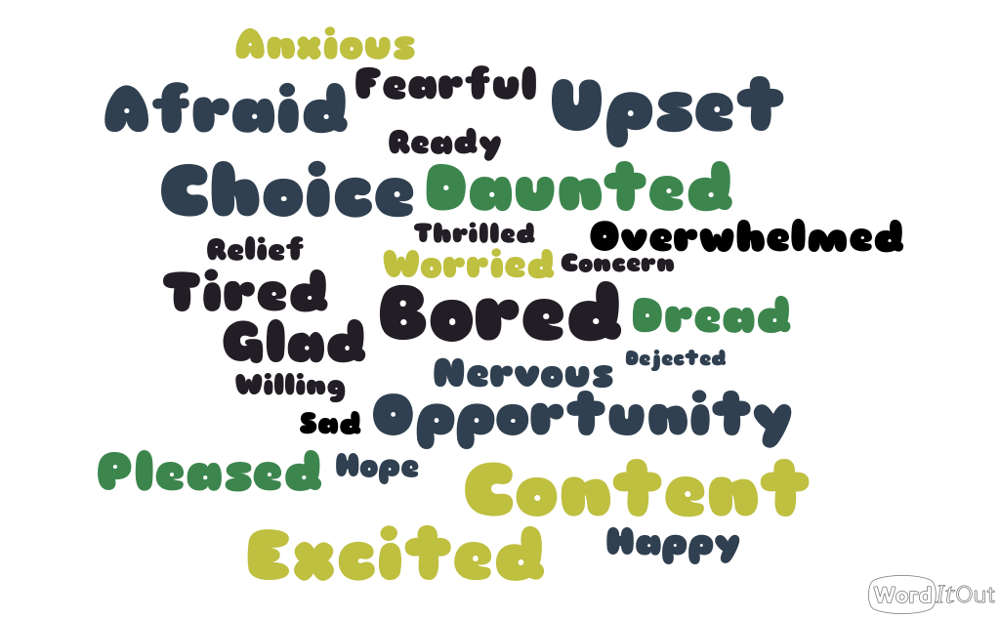 Anxious
Fearful
Afraid
Upset
Ready
Choice Daunted
Thrilled
Overwhelmed
Relief
Worried
Concern
Tired
Bored
Dread
Glad
Dejected
Nervous
Willing
Sad
Opportunity
Pleased
Hope
Content
Excited
Happy
WordItOut